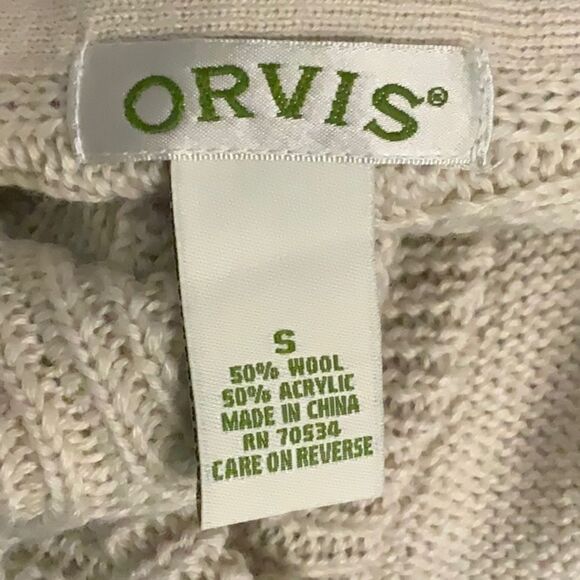 ORVIS®
S
50% WOOL
50% ACRYLIC
MADE IN CHINA
RN 70534
CARE ON REVERSE